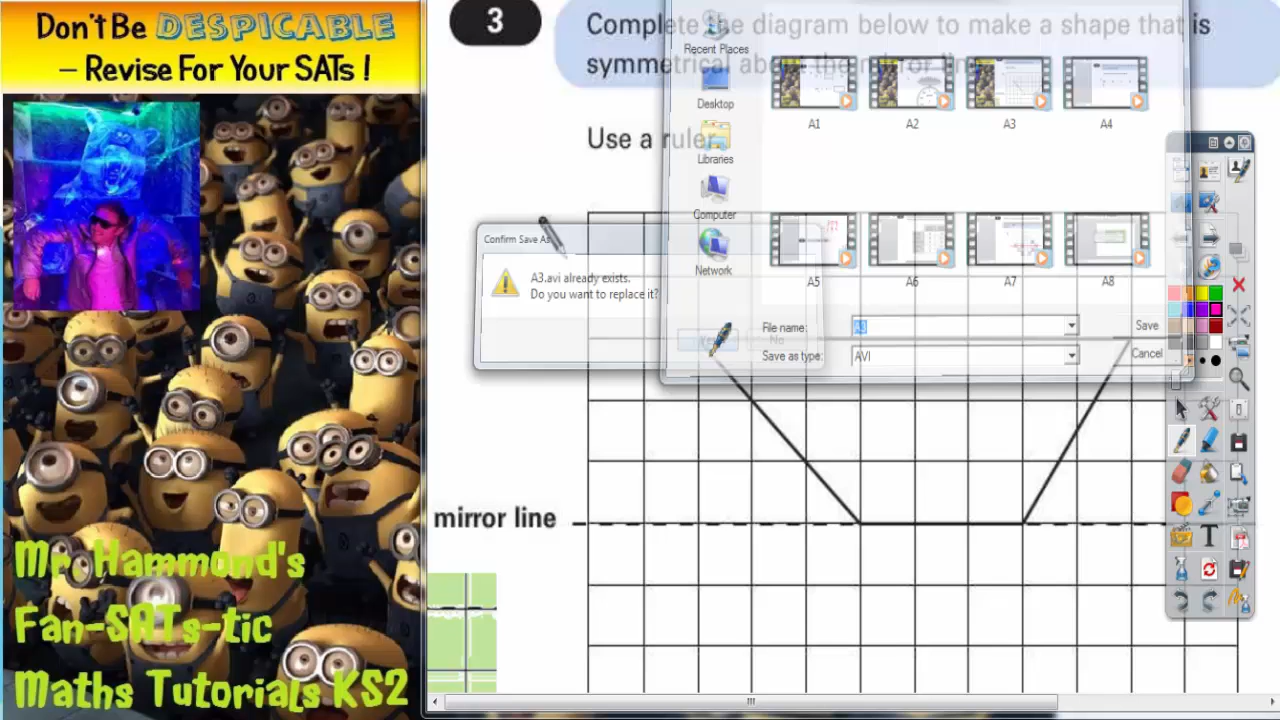 Don't Be DESPICABLE
– Revise For Your SATs !
Mr Hammond's
Fan-SATs-tic
Maths Tutorials KS2
3
Complete the diagram below to make a shape that is
symmetrical about the mirror line
Use a ruler
Recent Places
Desktop
Libraries
Computer
Network
A1
A2
A3
A4
A5
A6
A7
A8
Confirm Save As
A3.avi already exists.
Do you want to replace it?
Yes
No
File name:
A3
Save
Save as type:
AVI
Cancel
mirror line
T